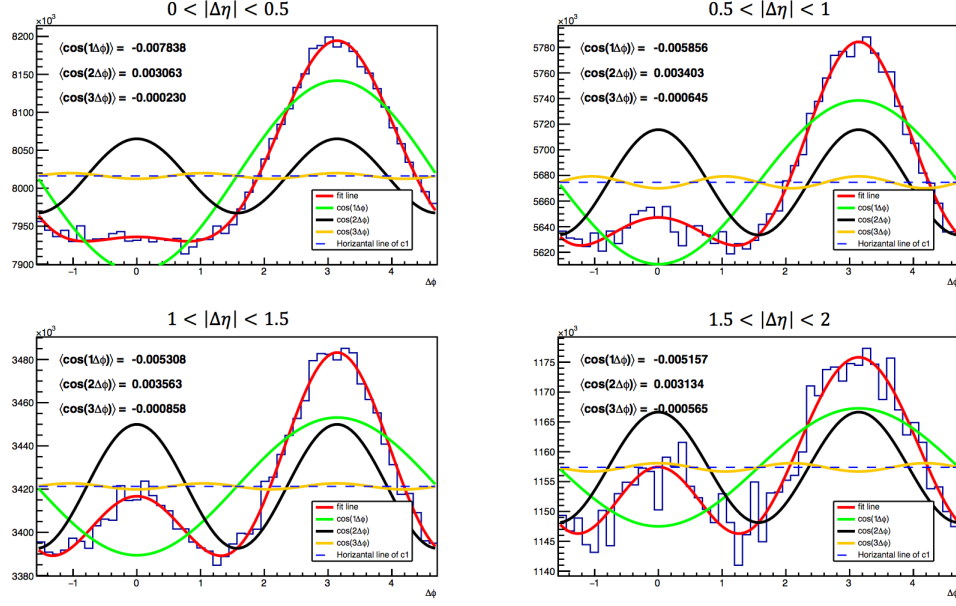 0 < |Δη| < 0.5
×10³
8200
8150
8100
8050
8000
7950
7900
⟨cos(1Δϕ)⟩ = -0.007838
⟨cos(2Δϕ)⟩ = 0.003063
⟨cos(3Δϕ)⟩ = -0.000230
fit line
cos(1Δϕ)
cos(2Δϕ)
cos(3Δϕ)
Horizantal line of c1
−1 0 1 2 3 4
Δϕ
0.5 < |Δη| < 1
×10³
5780
5760
5740
5720
5700
5680
5660
5640
5620
⟨cos(1Δϕ)⟩ = -0.005856
⟨cos(2Δϕ)⟩ = 0.003403
⟨cos(3Δϕ)⟩ = -0.000645
fit line
cos(1Δϕ)
cos(2Δϕ)
cos(3Δϕ)
Horizantal line of c1
−1 0 1 2 3 4
Δϕ
1 < |Δη| < 1.5
×10³
3480
3460
3440
3420
3400
3380
⟨cos(1Δϕ)⟩ = -0.005308
⟨cos(2Δϕ)⟩ = 0.003563
⟨cos(3Δϕ)⟩ = -0.000858
fit line
cos(1Δϕ)
cos(2Δϕ)
cos(3Δϕ)
Horizantal line of c1
−1 0 1 2 3 4
Δϕ
1.5 < |Δη| < 2
×10³
1175
1170
1165
1160
1155
1150
1145
1140
⟨cos(1Δϕ)⟩ = -0.005157
⟨cos(2Δϕ)⟩ = 0.003134
⟨cos(3Δϕ)⟩ = -0.000565
fit line
cos(1Δϕ)
cos(2Δϕ)
cos(3Δϕ)
Horizantal line of c1
−1 0 1 2 3 4
Δϕ